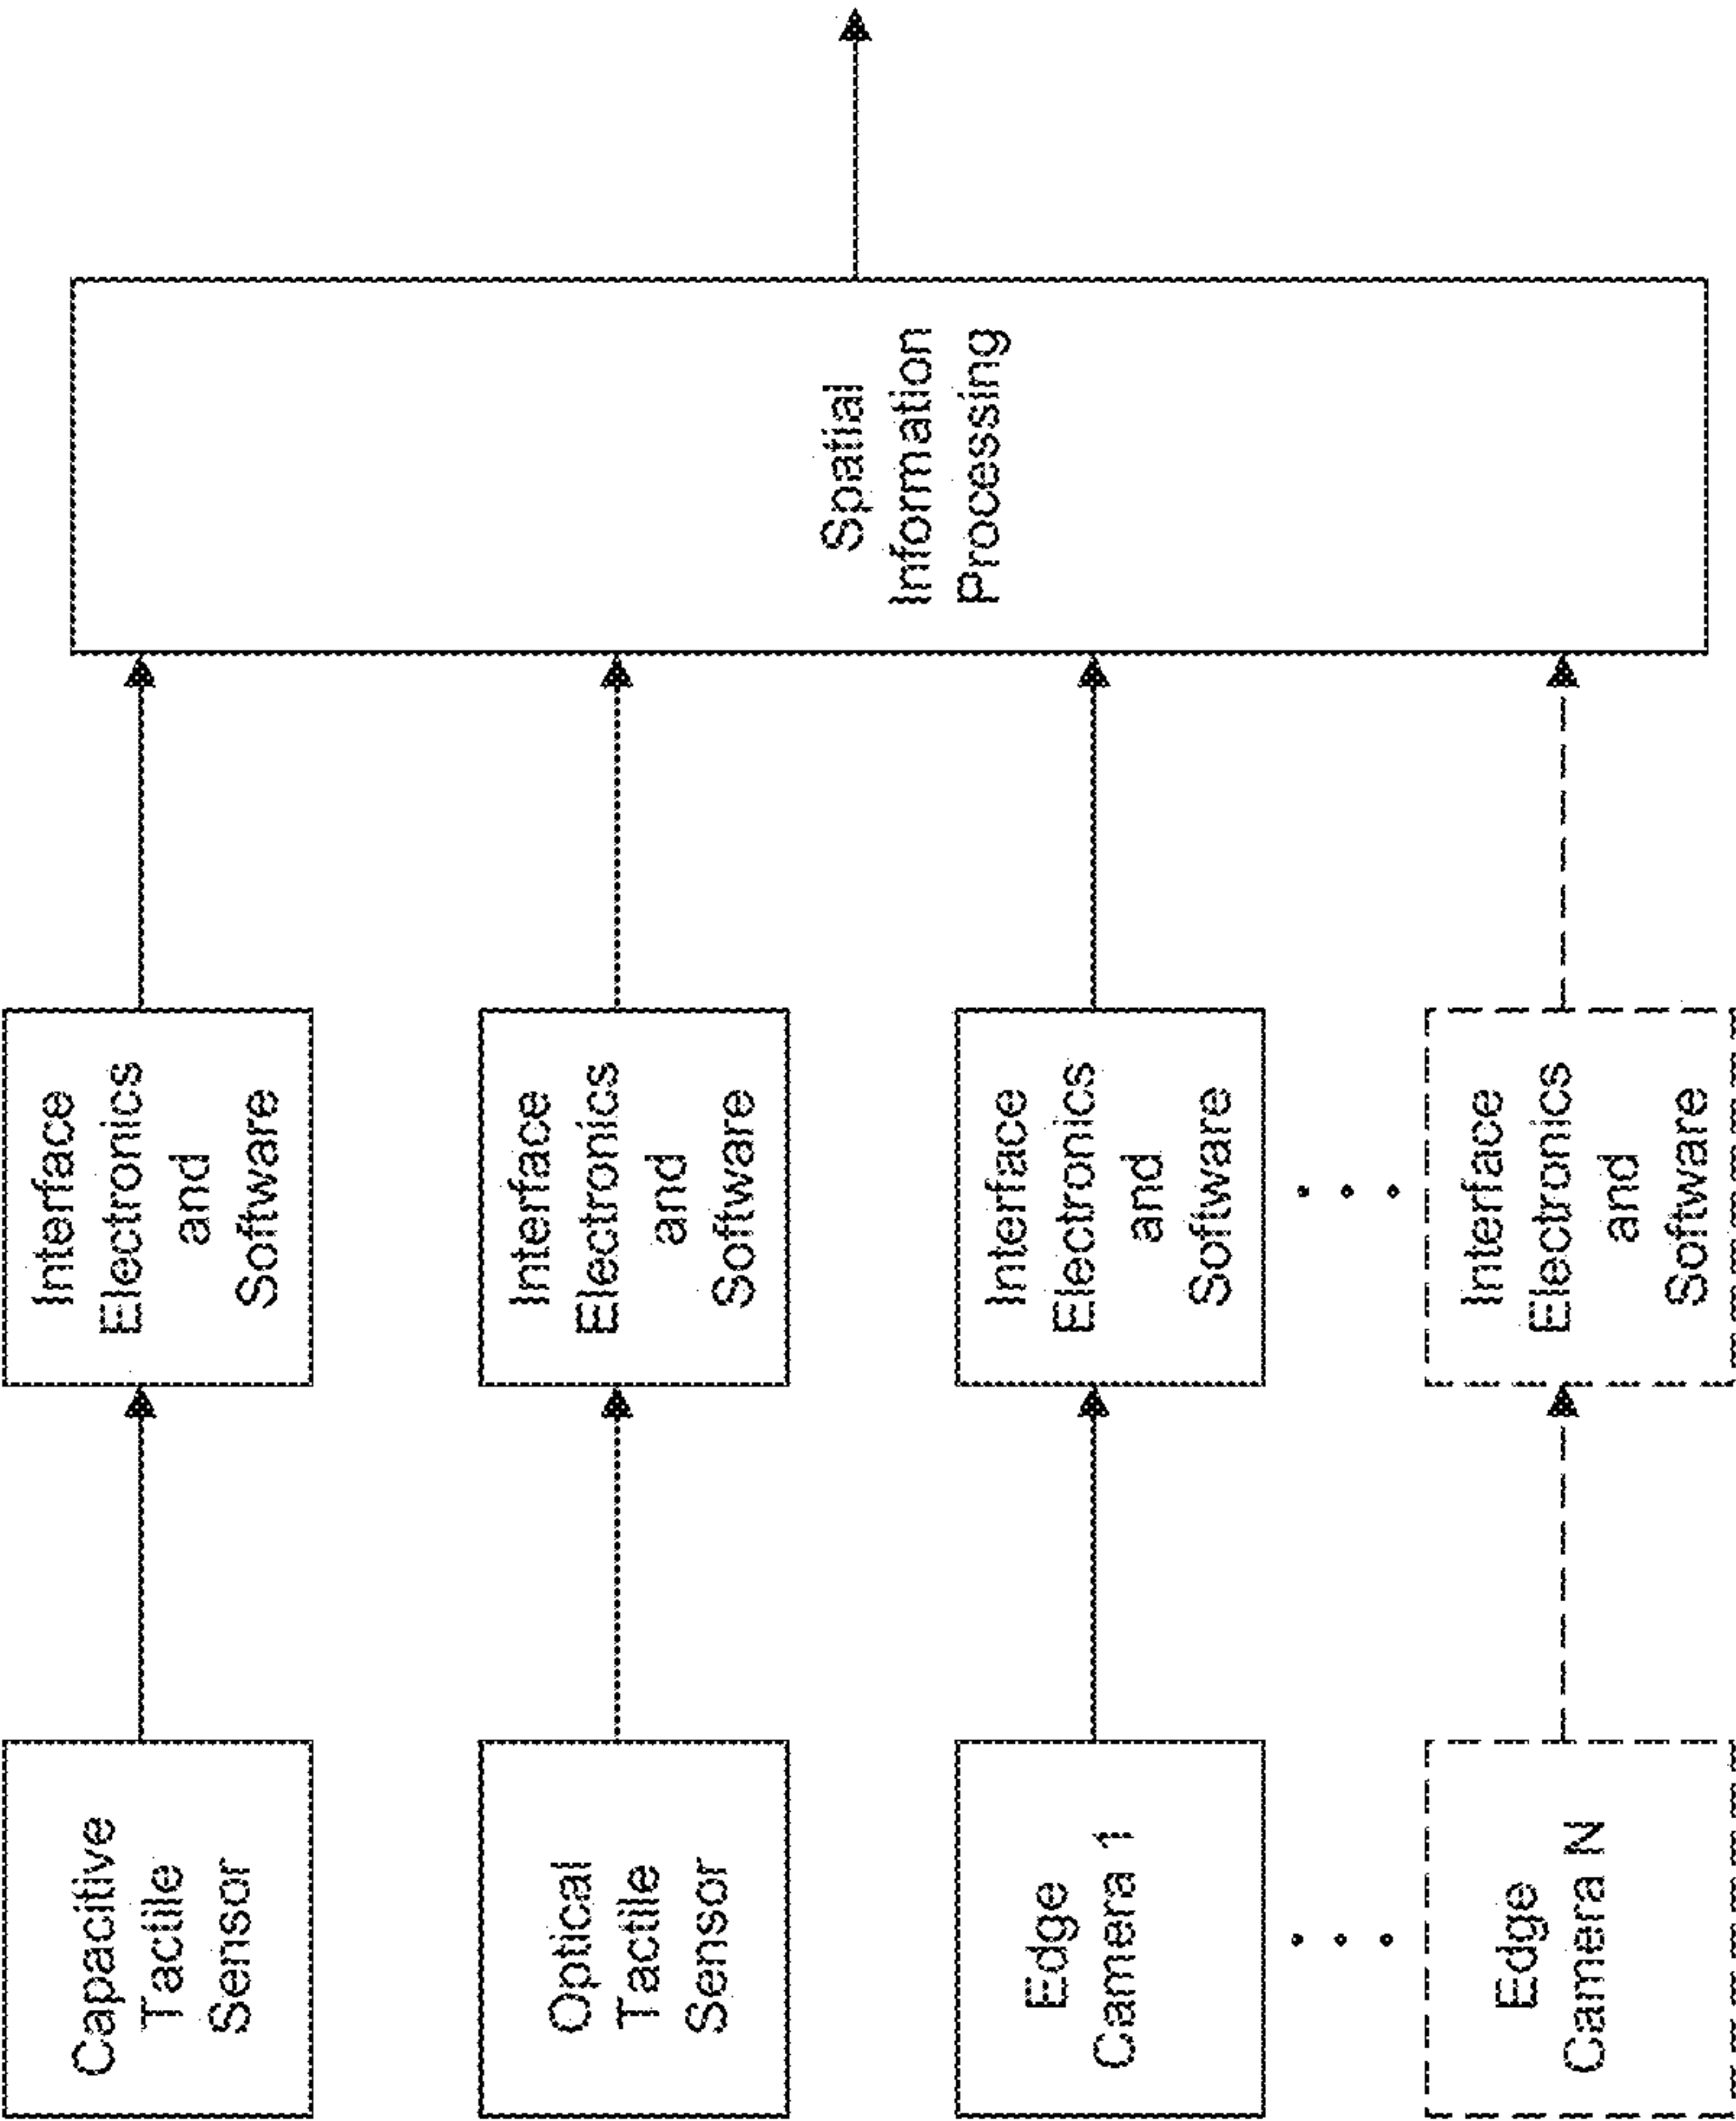 Capacitive
Tactile
Sensor
Interface
Electronics
and
Software
Optical
Tactile
Sensor
Interface
Electronics
and
Software
Edge
Camera 1
Interface
Electronics
and
Software
Edge
Camera N
Interface
Electronics
and
Software
Spatial
Information
Processing